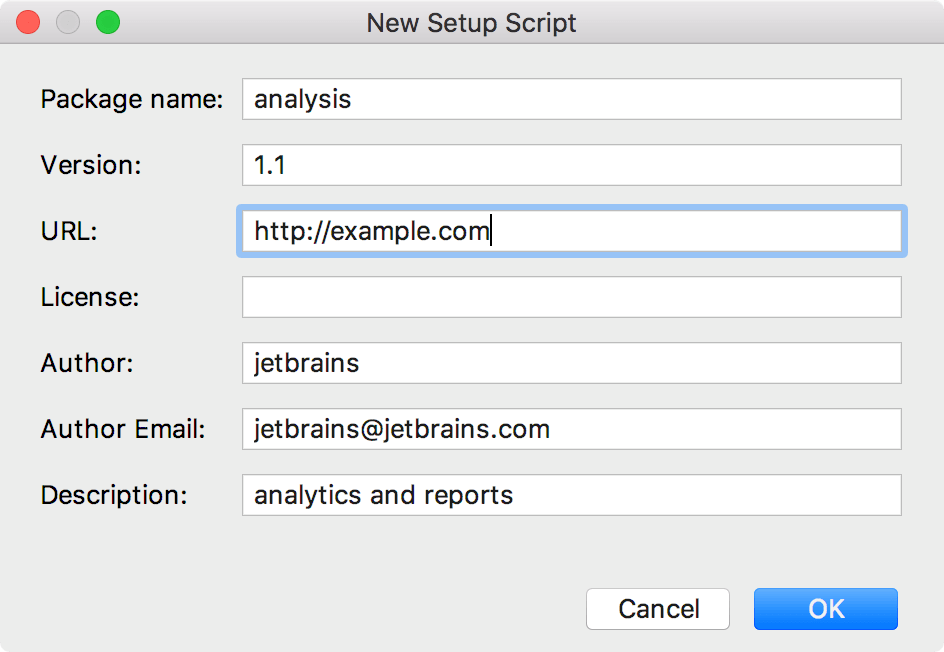 New Setup Script
Package name: analysis
Version: 1.1
URL: http://example.com
License:
Author: jetbrains
Author Email: jetbrains@jetbrains.com
Description: analytics and reports
Cancel OK